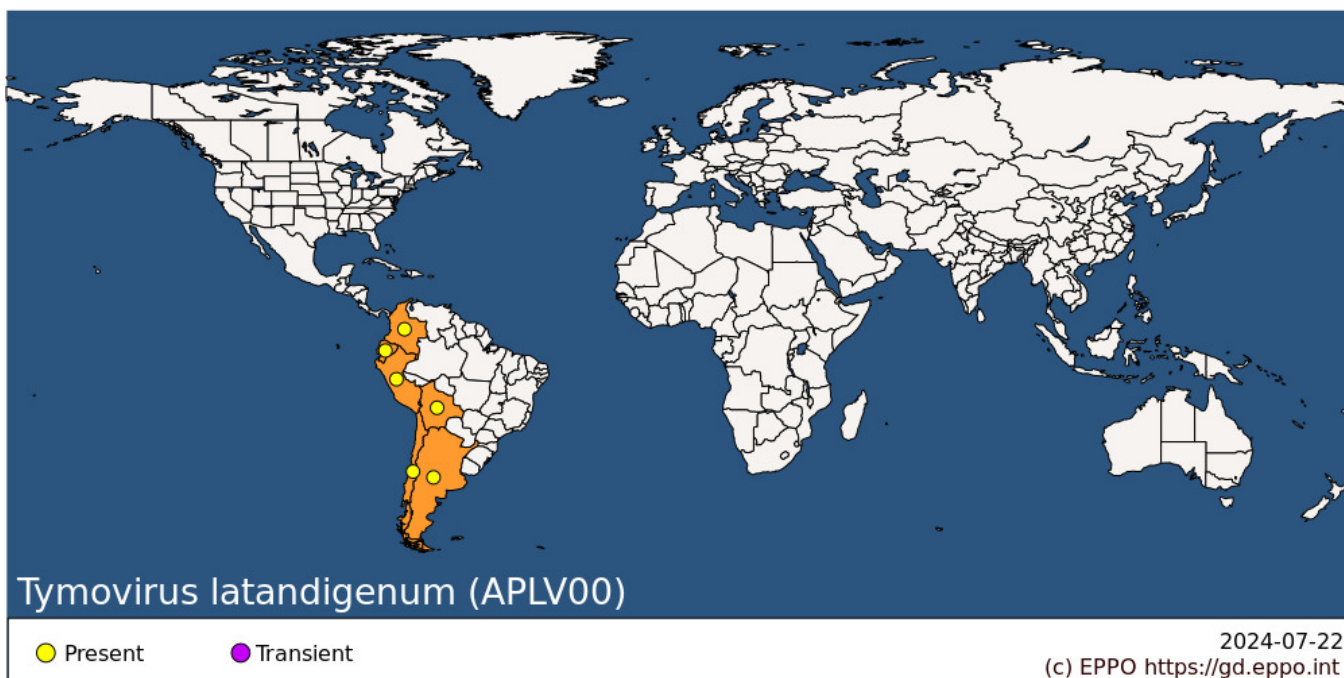 Tymovirus latandigenum (APLV00)
Present
Transient
2024-07-22
(c) EPPO https://gd.eppo.int